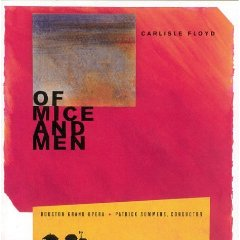 CARLISLE FLOYD
OF
MICE
AND
MEN
HOUSTON GRAND OPERA • PATRICK SUMMERS, CONDUCTOR